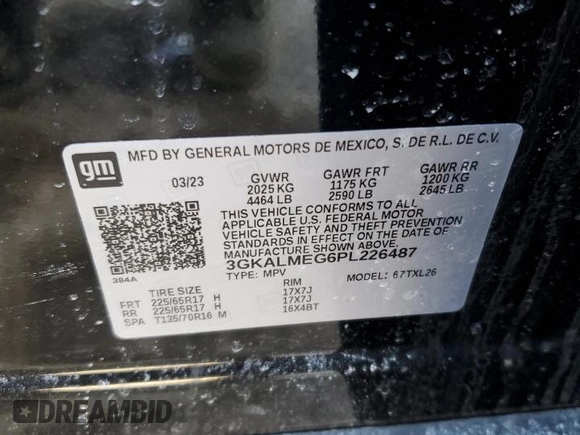 gm
MFD BY GENERAL MOTORS DE MEXICO, S. DE R.L. DE C.V.
03/23 GVWR GAWR FRT GAWR RR
2025 KG 1175 KG 1200 KG
4464 LB 2590 LB 2645 LB
THIS VEHICLE CONFORMS TO ALL
APPLICABLE U.S. FEDERAL MOTOR
VEHICLE SAFETY AND THEFT PREVENTION
STANDARDS IN EFFECT ON THE DATE OF
MANUFACTURE SHOWN ABOVE.
3GKALMEG6PL226487
384A TYPE: MPV MODEL: 67TXL26
TIRE SIZE RIM
FRT 225/65R17 H 17X7J
RR 225/65R17 H 17X7J
SPA T135/70R16 M 16X4BT
DREAMBID